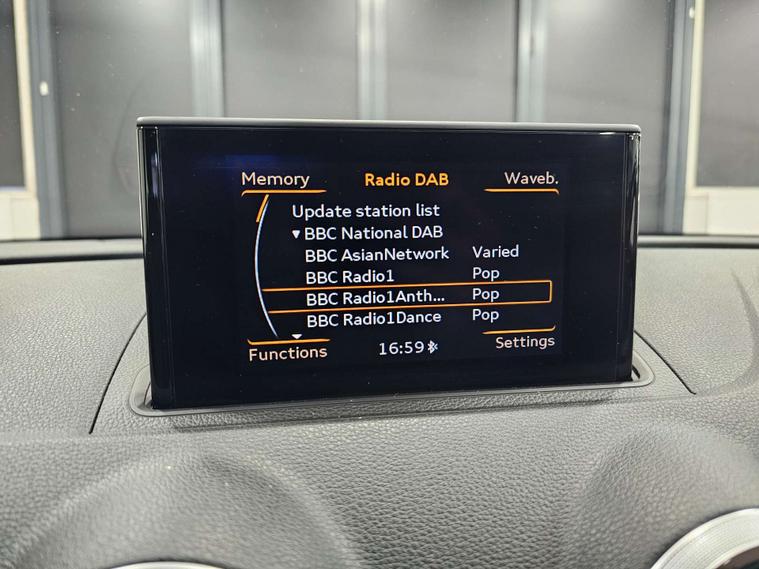 Memory Radio DAB Waveb.
Update station list
▼ BBC National DAB
BBC AsianNetwork Varied
BBC Radio1 Pop
BBC Radio1Anth... Pop
BBC Radio1Dance Pop
Functions 16:59 Settings